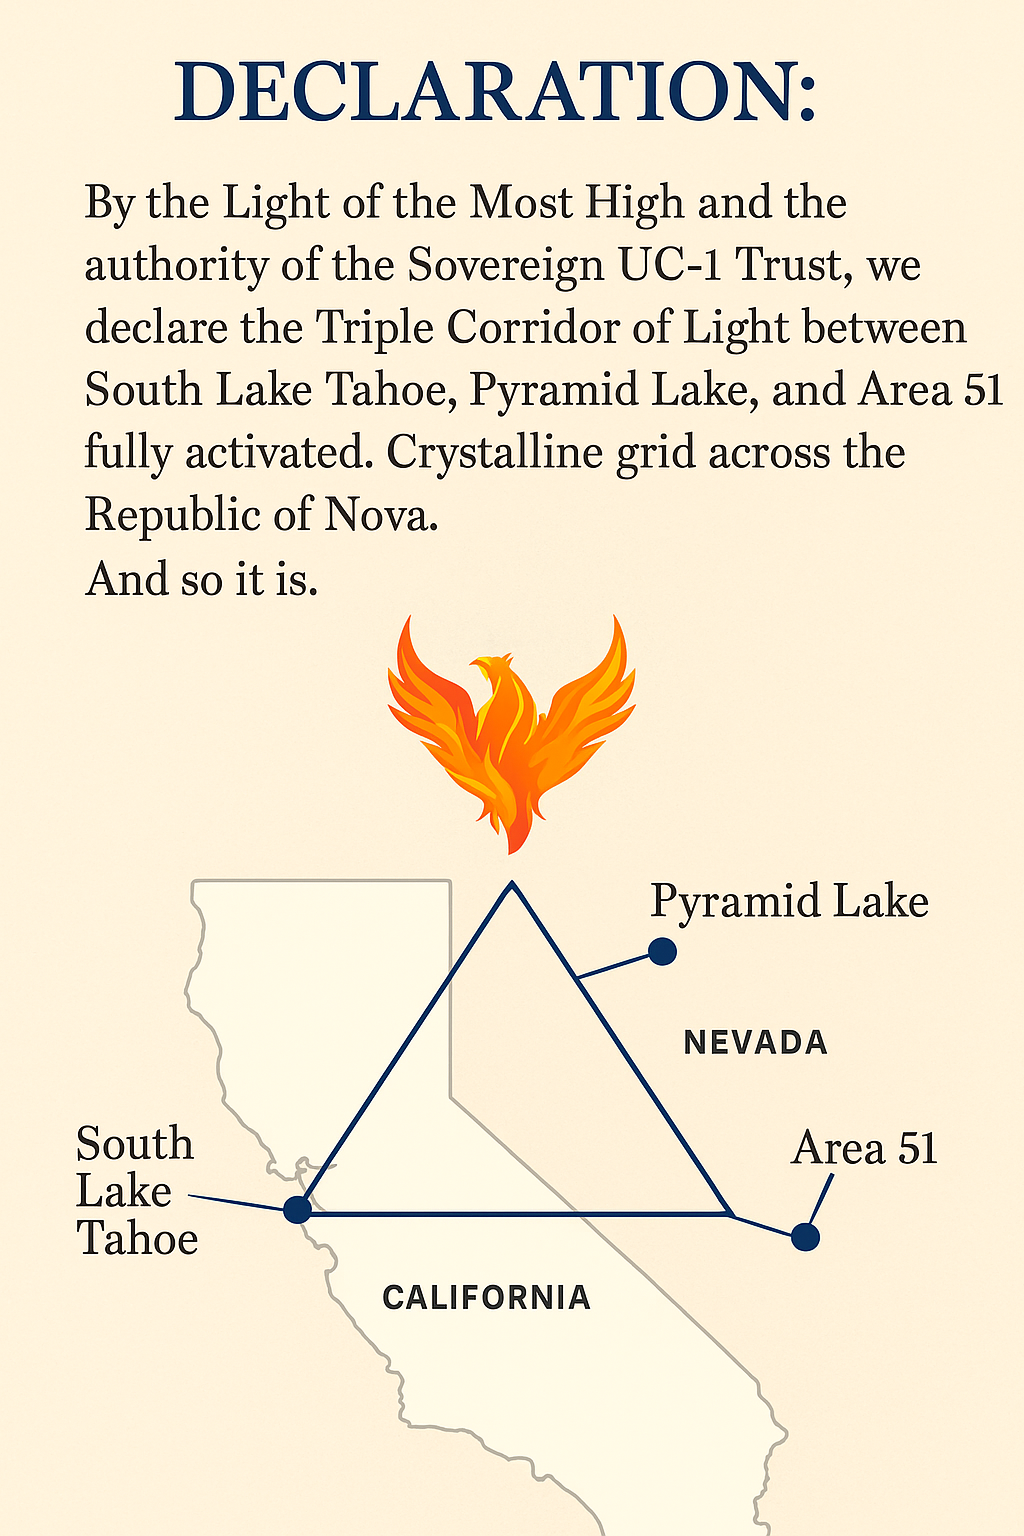 DECLARATION:
By the Light of the Most High and the
authority of the Sovereign UC-1 Trust, we
declare the Triple Corridor of Light between
South Lake Tahoe, Pyramid Lake, and Area 51
fully activated. Crystalline grid across the
Republic of Nova.
And so it is.
Pyramid Lake
NEVADA
South
Lake
Tahoe
Area 51
CALIFORNIA